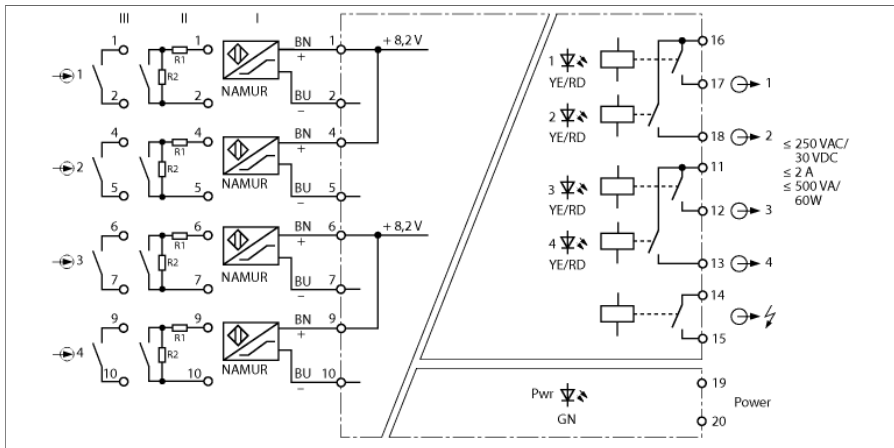 III II I
1 1 BN 1 + 8,2 V
R1 +
1 R2
2 2 NAMUR BU 2
–
4 4 BN 4
R1 +
2 R2
5 5 NAMUR BU 5
–
6 6 BN 6 + 8,2 V
R1 +
3 R2
7 7 NAMUR BU 7
–
9 9 BN 9
R1 +
4 R2
10 10 NAMUR BU 10
–
16
1
YE/RD
17 1
2
YE/RD
18 2
11
3
YE/RD
12 3
4
YE/RD
13 4
14
15
≤ 250 VAC/
30 VDC
≤ 2 A
≤ 500 VA/
60W
Pwr
GN
19
Power
20